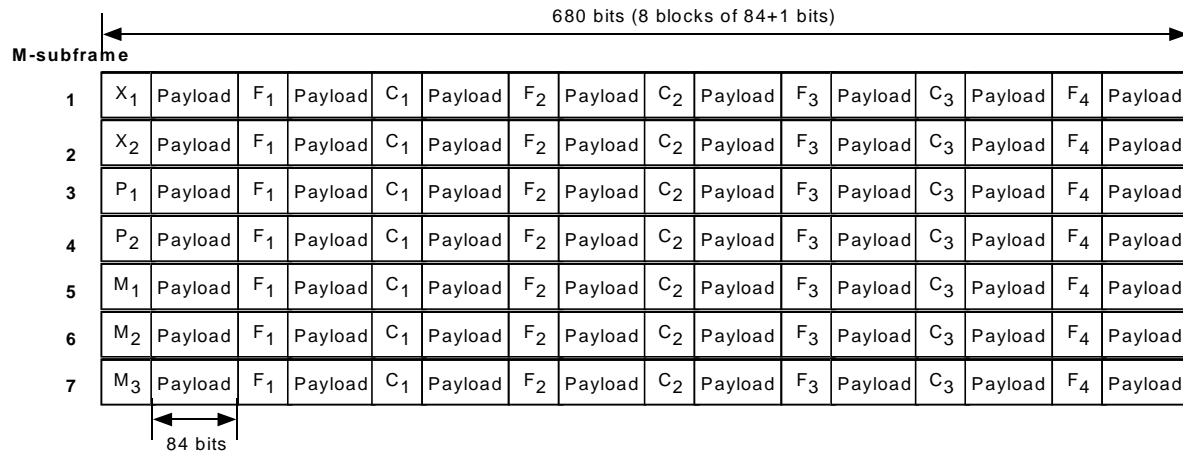 680 bits (8 blocks of 84+1 bits)
M-subframe
1 X1 Payload F1 Payload C1 Payload F2 Payload C2 Payload F3 Payload C3 Payload F4 Payload
2 X2 Payload F1 Payload C1 Payload F2 Payload C2 Payload F3 Payload C3 Payload F4 Payload
3 P1 Payload F1 Payload C1 Payload F2 Payload C2 Payload F3 Payload C3 Payload F4 Payload
4 P2 Payload F1 Payload C1 Payload F2 Payload C2 Payload F3 Payload C3 Payload F4 Payload
5 M1 Payload F1 Payload C1 Payload F2 Payload C2 Payload F3 Payload C3 Payload F4 Payload
6 M2 Payload F1 Payload C1 Payload F2 Payload C2 Payload F3 Payload C3 Payload F4 Payload
7 M3 Payload F1 Payload C1 Payload F2 Payload C2 Payload F3 Payload C3 Payload F4 Payload
84 bits